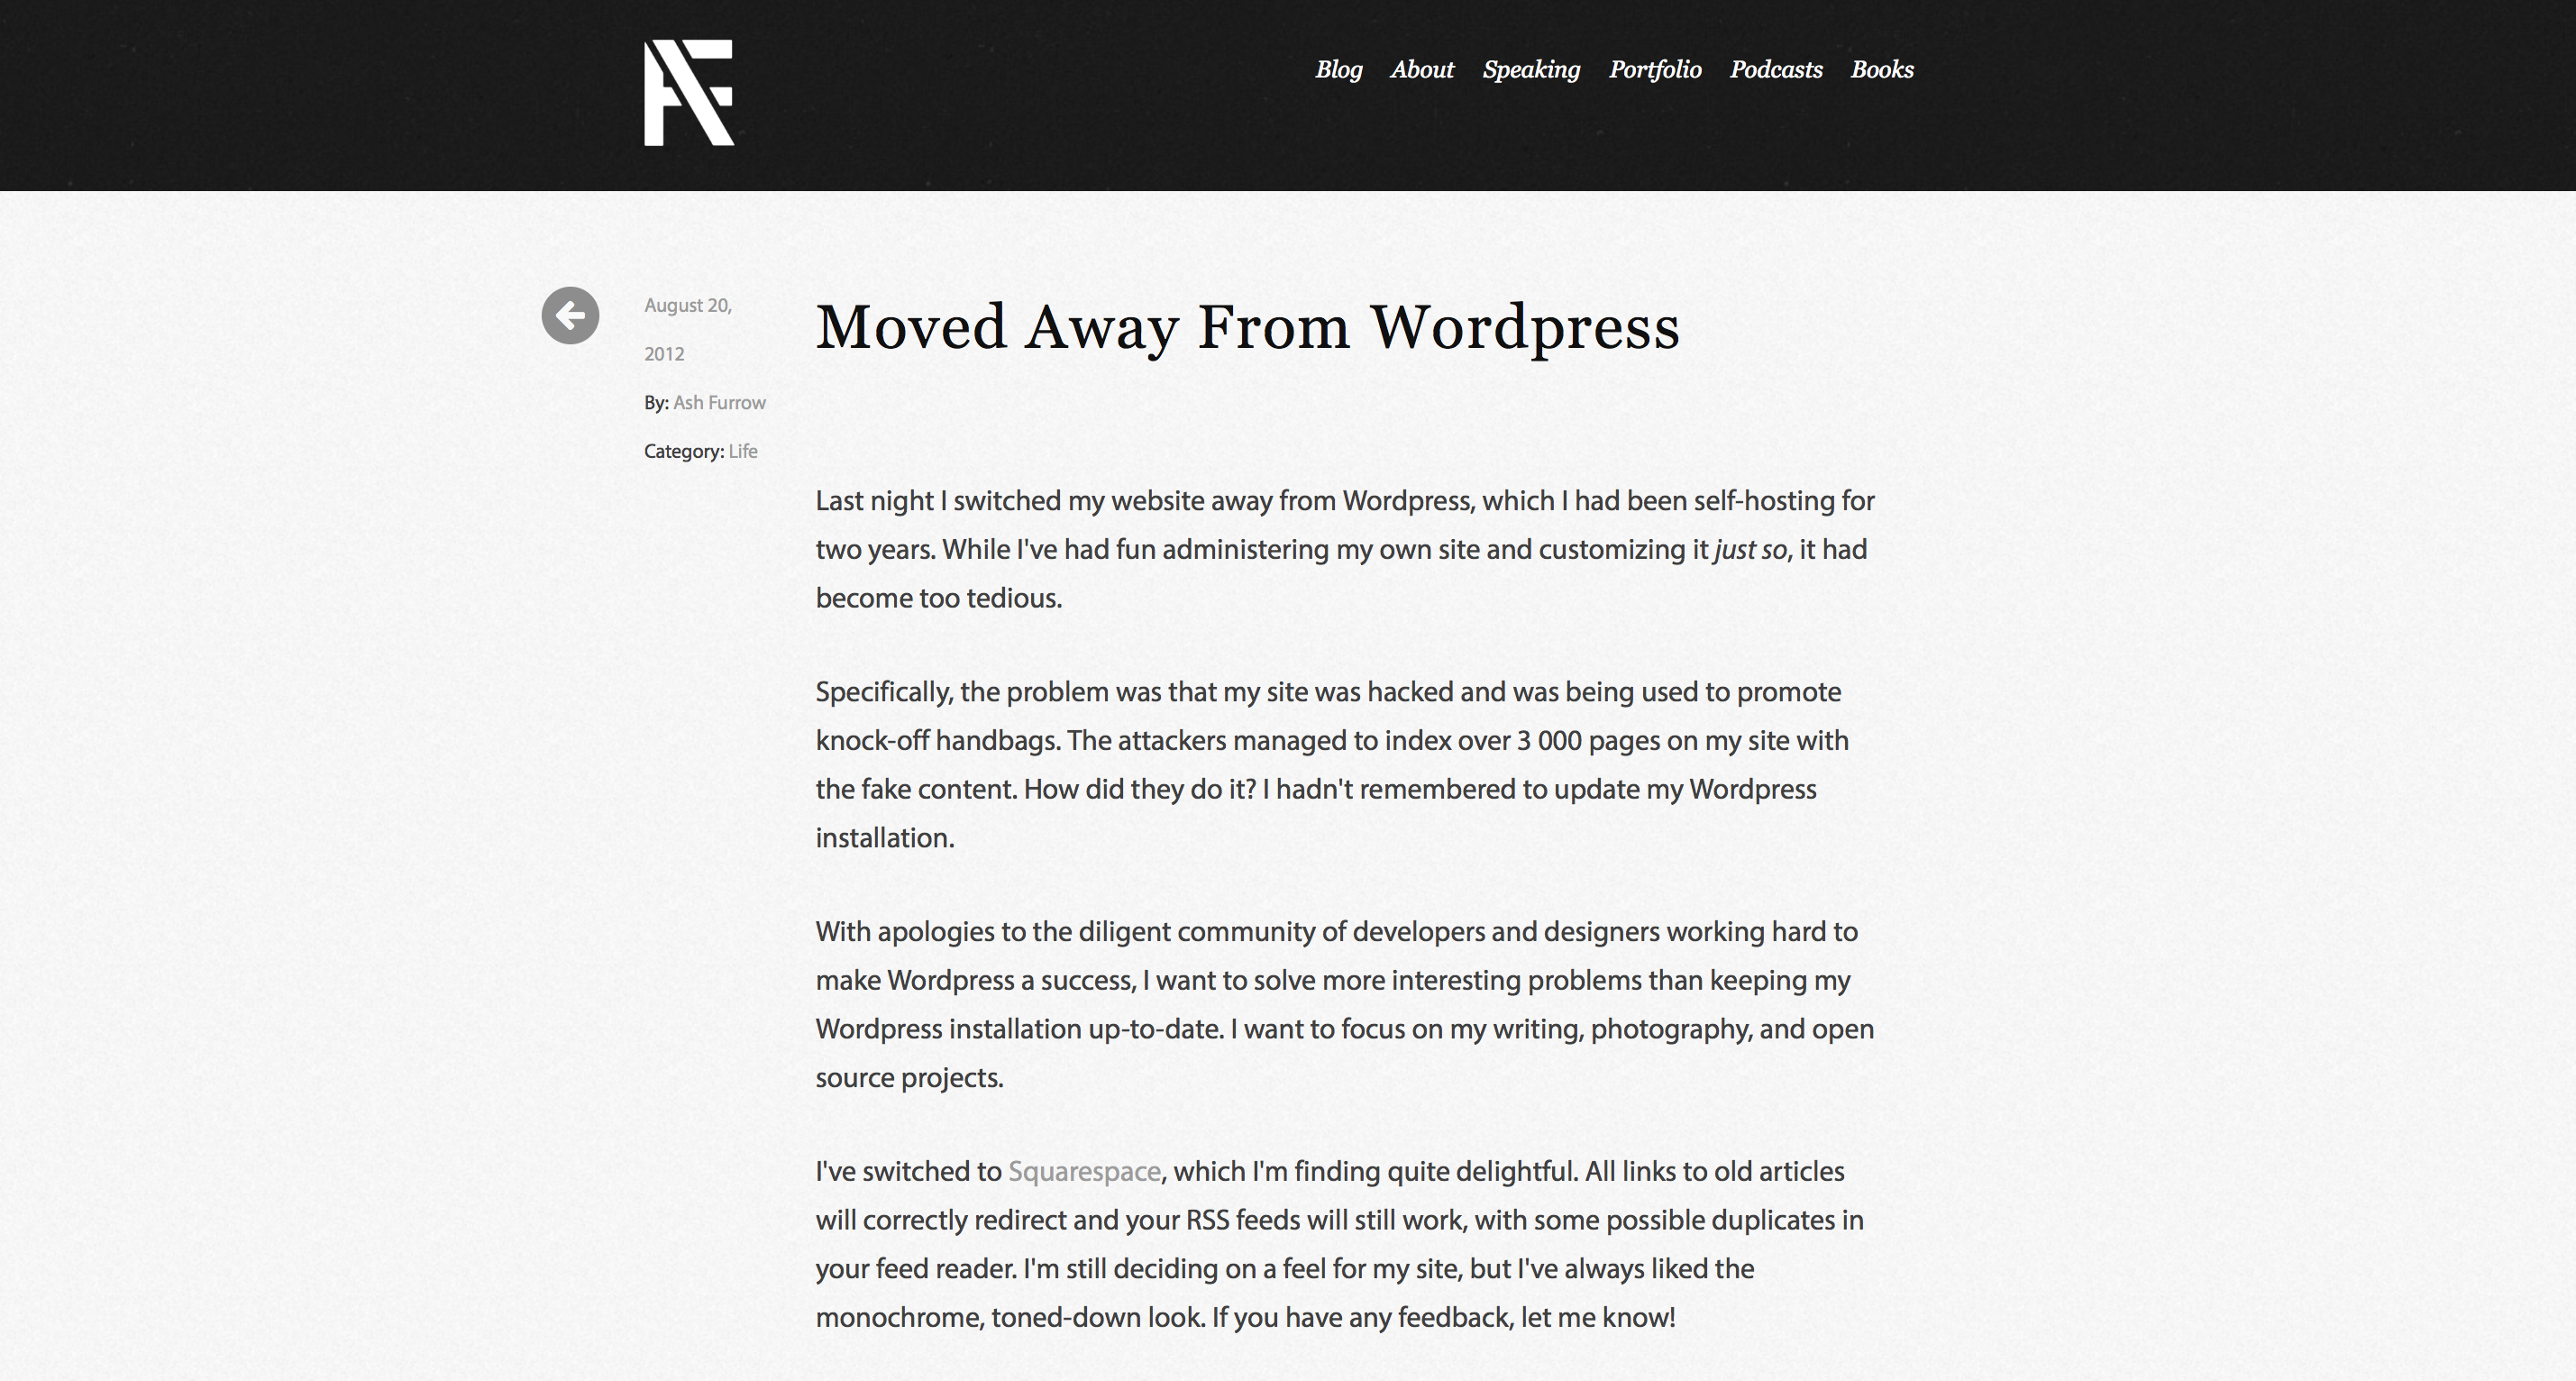 AF
Blog About Speaking Portfolio Podcasts Books
August 20,
2012
By: Ash Furrow
Category: Life
Moved Away From Wordpress
Last night I switched my website away from Wordpress, which I had been self-hosting for
two years. While I've had fun administering my own site and customizing it just so, it had
become too tedious.
Specifically, the problem was that my site was hacked and was being used to promote
knock-off handbags. The attackers managed to index over 3 000 pages on my site with
the fake content. How did they do it? I hadn't remembered to update my Wordpress
installation.
With apologies to the diligent community of developers and designers working hard to
make Wordpress a success, I want to solve more interesting problems than keeping my
Wordpress installation up-to-date. I want to focus on my writing, photography, and open
source projects.
I've switched to Squarespace, which I'm finding quite delightful. All links to old articles
will correctly redirect and your RSS feeds will still work, with some possible duplicates in
your feed reader. I'm still deciding on a feel for my site, but I've always liked the
monochrome, toned-down look. If you have any feedback, let me know!